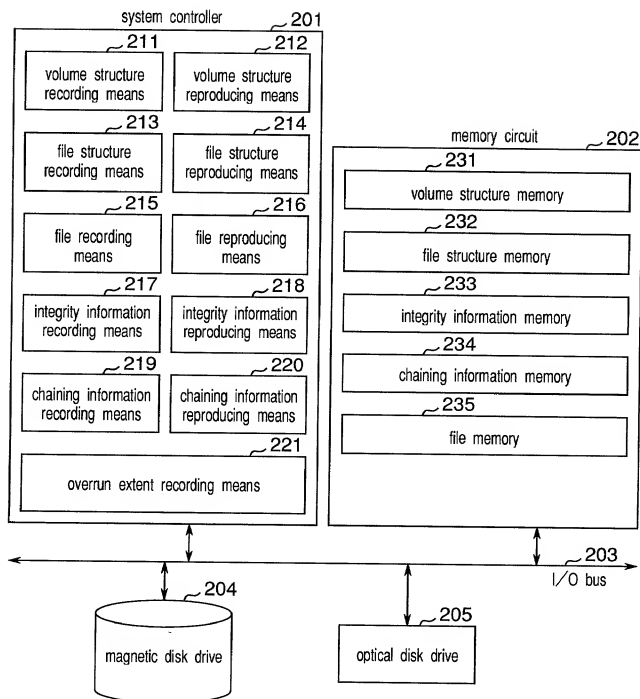 system controller
201
211
volume structure
recording means
212
volume structure
reproducing means
213
file structure
recording means
214
file structure
reproducing means
215
file recording
means
216
file reproducing
means
217
integrity information
recording means
218
integrity information
reproducing means
219
chaining information
recording means
220
chaining information
reproducing means
221
overrun extent recording means
memory circuit
202
231
volume structure memory
232
file structure memory
233
integrity information memory
234
chaining information memory
235
file memory
203
I/O bus
204
magnetic disk drive
205
optical disk drive